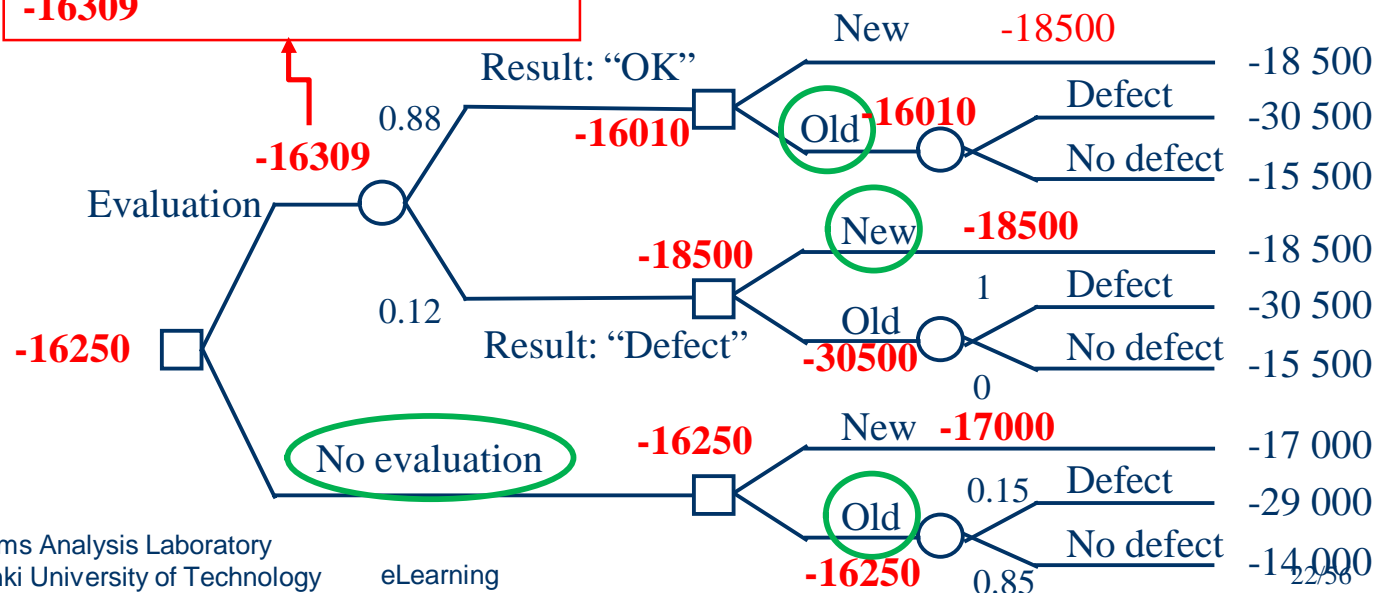 -16309
New -18500
-18 500
Result: “OK”
Defect
-30 500
0.88
Old -16010
-16010
No defect
-15 500
-16309
Evaluation
New -18500
-18 500
-18500
1
Defect
-30 500
0.12
Old
-30500
Result: “Defect”
No defect
-15 500
0
-16250
No evaluation
-16250
New -17000
-17 000
0.15
Defect
-29 000
Old
-16250
No defect
-14 000
0.85
ms Analysis Laboratory
nki University of Technology eLearning
22/56